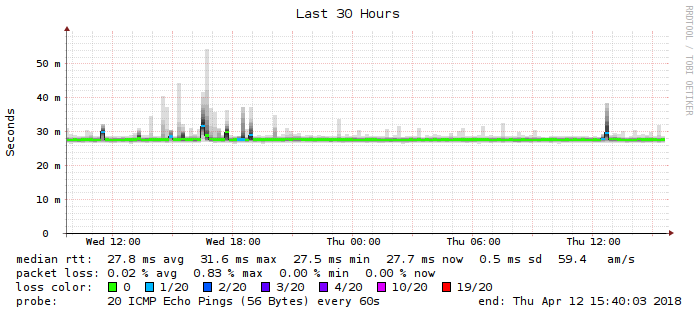 Last 30 Hours
RRDTOOL / TOBI OETIKER
Seconds
50 m
40 m
30 m
20 m
10 m
0
Wed 12:00 Wed 18:00 Thu 00:00 Thu 06:00 Thu 12:00
median rtt: 27.8 ms avg 31.6 ms max 27.5 ms min 27.7 ms now 0.5 ms sd 59.4 am/s
packet loss: 0.02 % avg 0.83 % max 0.00 % min 0.00 % now
loss color: 0 1/20 2/20 3/20 4/20 10/20 19/20
probe: 20 ICMP Echo Pings (56 Bytes) every 60s end: Thu Apr 12 15:40:03 2018